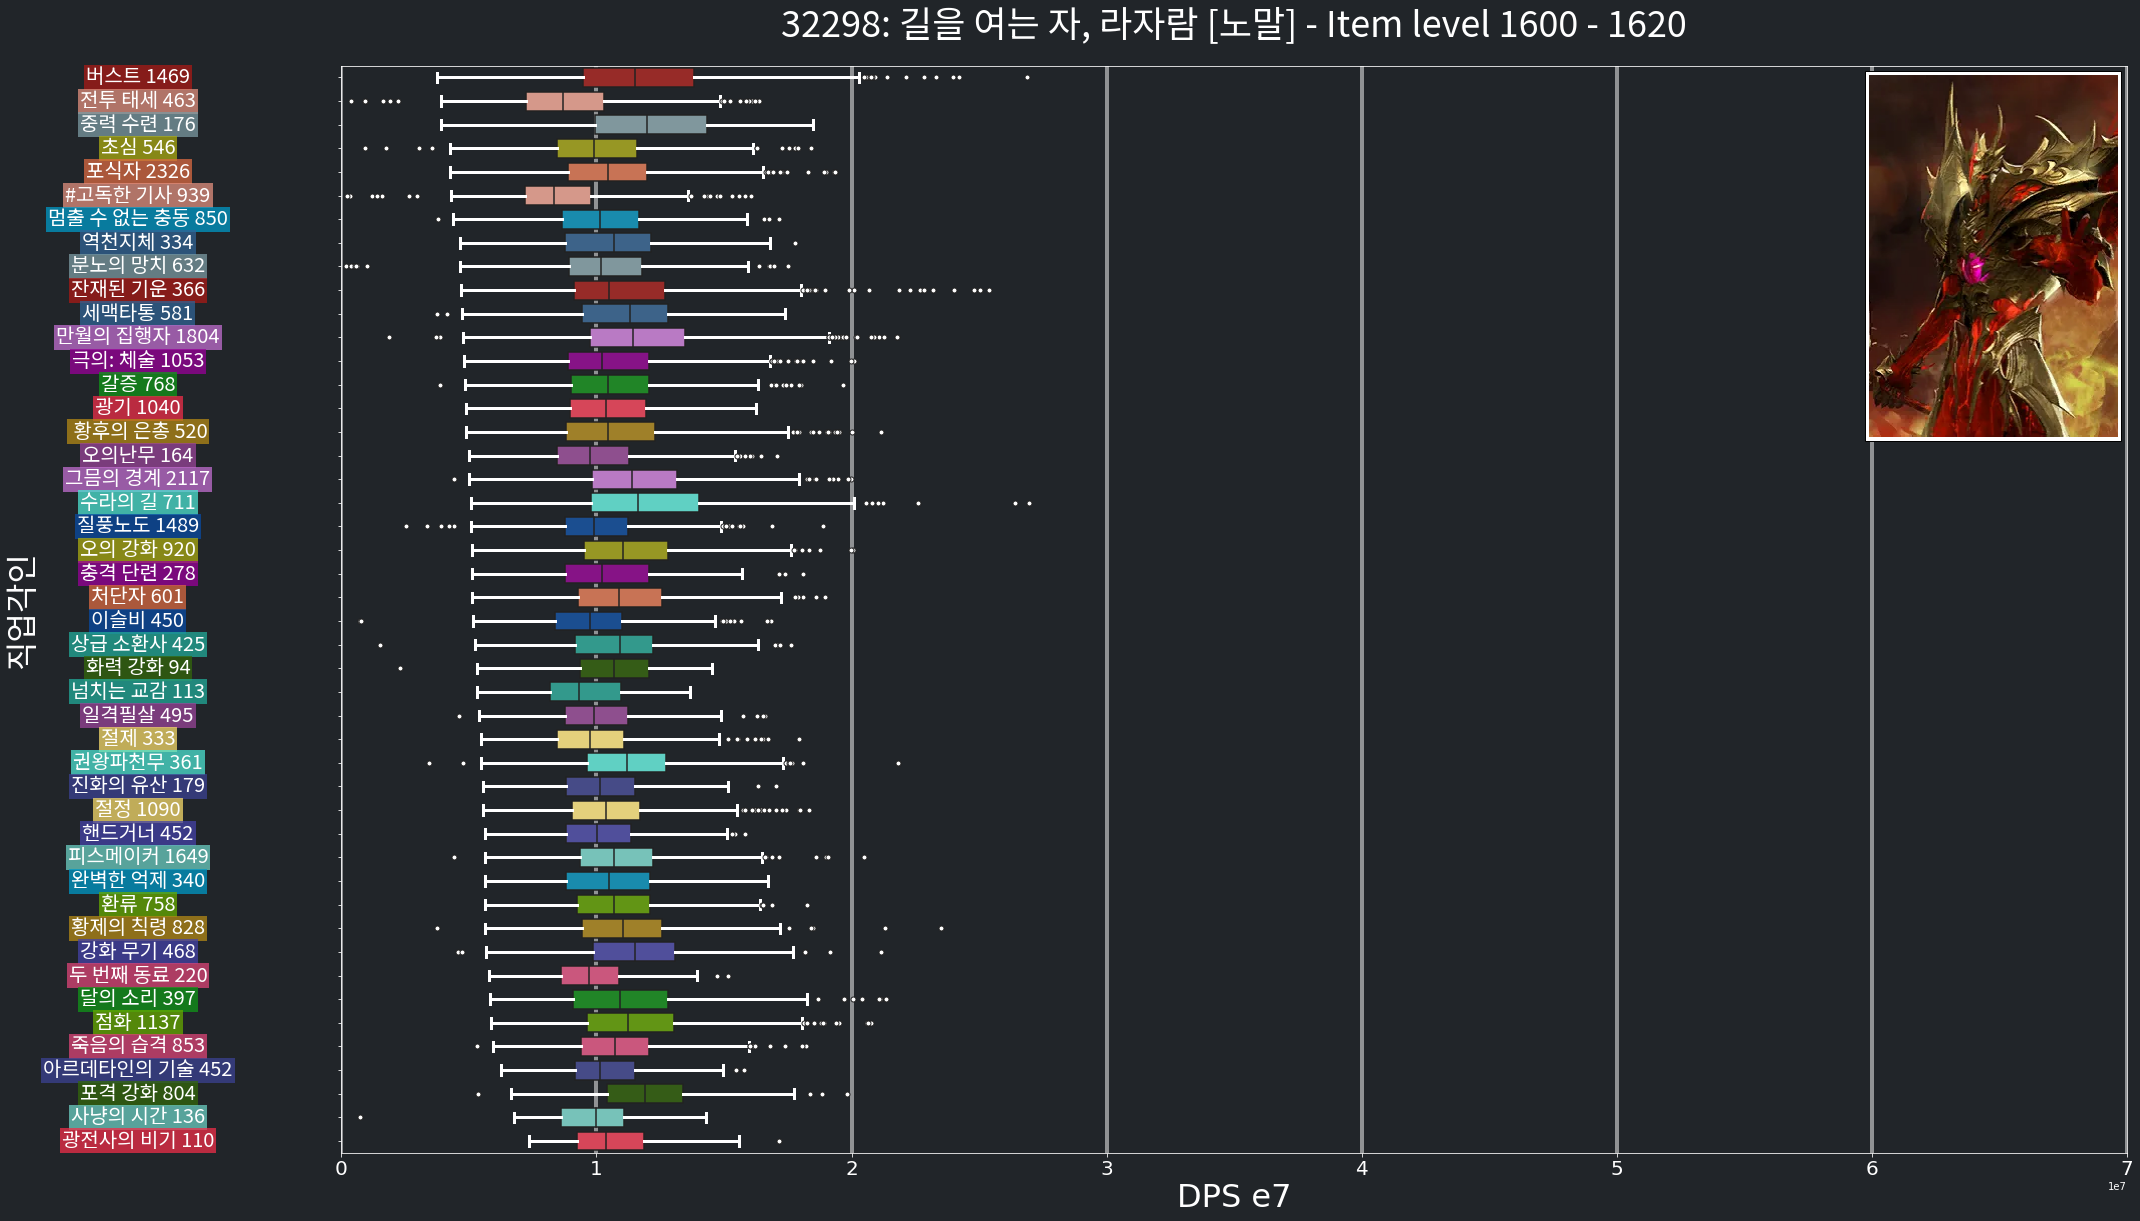 32298: 길을 여는 자, 라자람 [노말] - Item level 1600 - 1620
버스트 1469
전투 태세 463
중력 수련 176
초심 546
포식자 2326
#고독한 기사 939
멈출 수 없는 충동 850
역천지체 334
분노의 망치 632
잔재된 기운 366
세맥타통 581
만월의 집행자 1804
극의: 체술 1053
갈증 768
광기 1040
황후의 은총 520
오의난무 164
그믐의 경계 2117
수라의 길 711
질풍노도 1489
오의 강화 920
충격 단련 278
처단자 601
이슬비 450
상급 소환사 425
화력 강화 94
넘치는 교감 113
일격필살 495
절제 333
권왕파천무 361
진화의 유산 179
절정 1090
핸드거너 452
피스메이커 1649
완벽한 억제 340
환류 758
황제의 칙령 828
강화 무기 468
두 번째 동료 220
달의 소리 397
점화 1137
죽음의 습격 853
아르데타인의 기술 452
포격 강화 804
사냥의 시간 136
광전사의 비기 110
직업각인
0 1 2 3 4 5 6 7
DPS e7
1e7